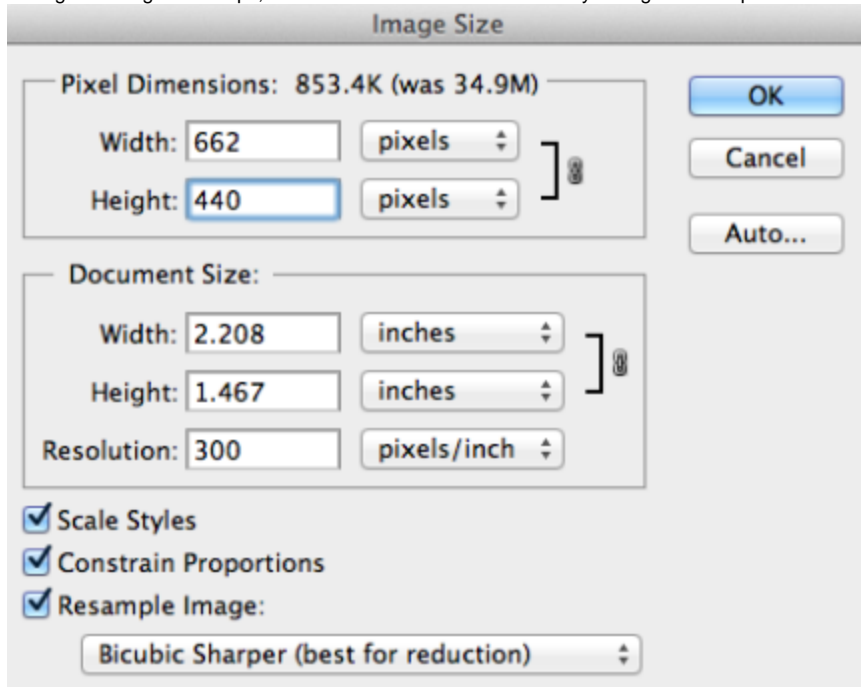 Image Size
Pixel Dimensions: 853.4K (was 34.9M)
OK
Width: 662 pixels
Cancel
Height: 440 pixels
Auto...
Document Size:
Width: 2.208 inches
Height: 1.467 inches
Resolution: 300 pixels/inch
Scale Styles
Constrain Proportions
Resample Image:
Bicubic Sharper (best for reduction)